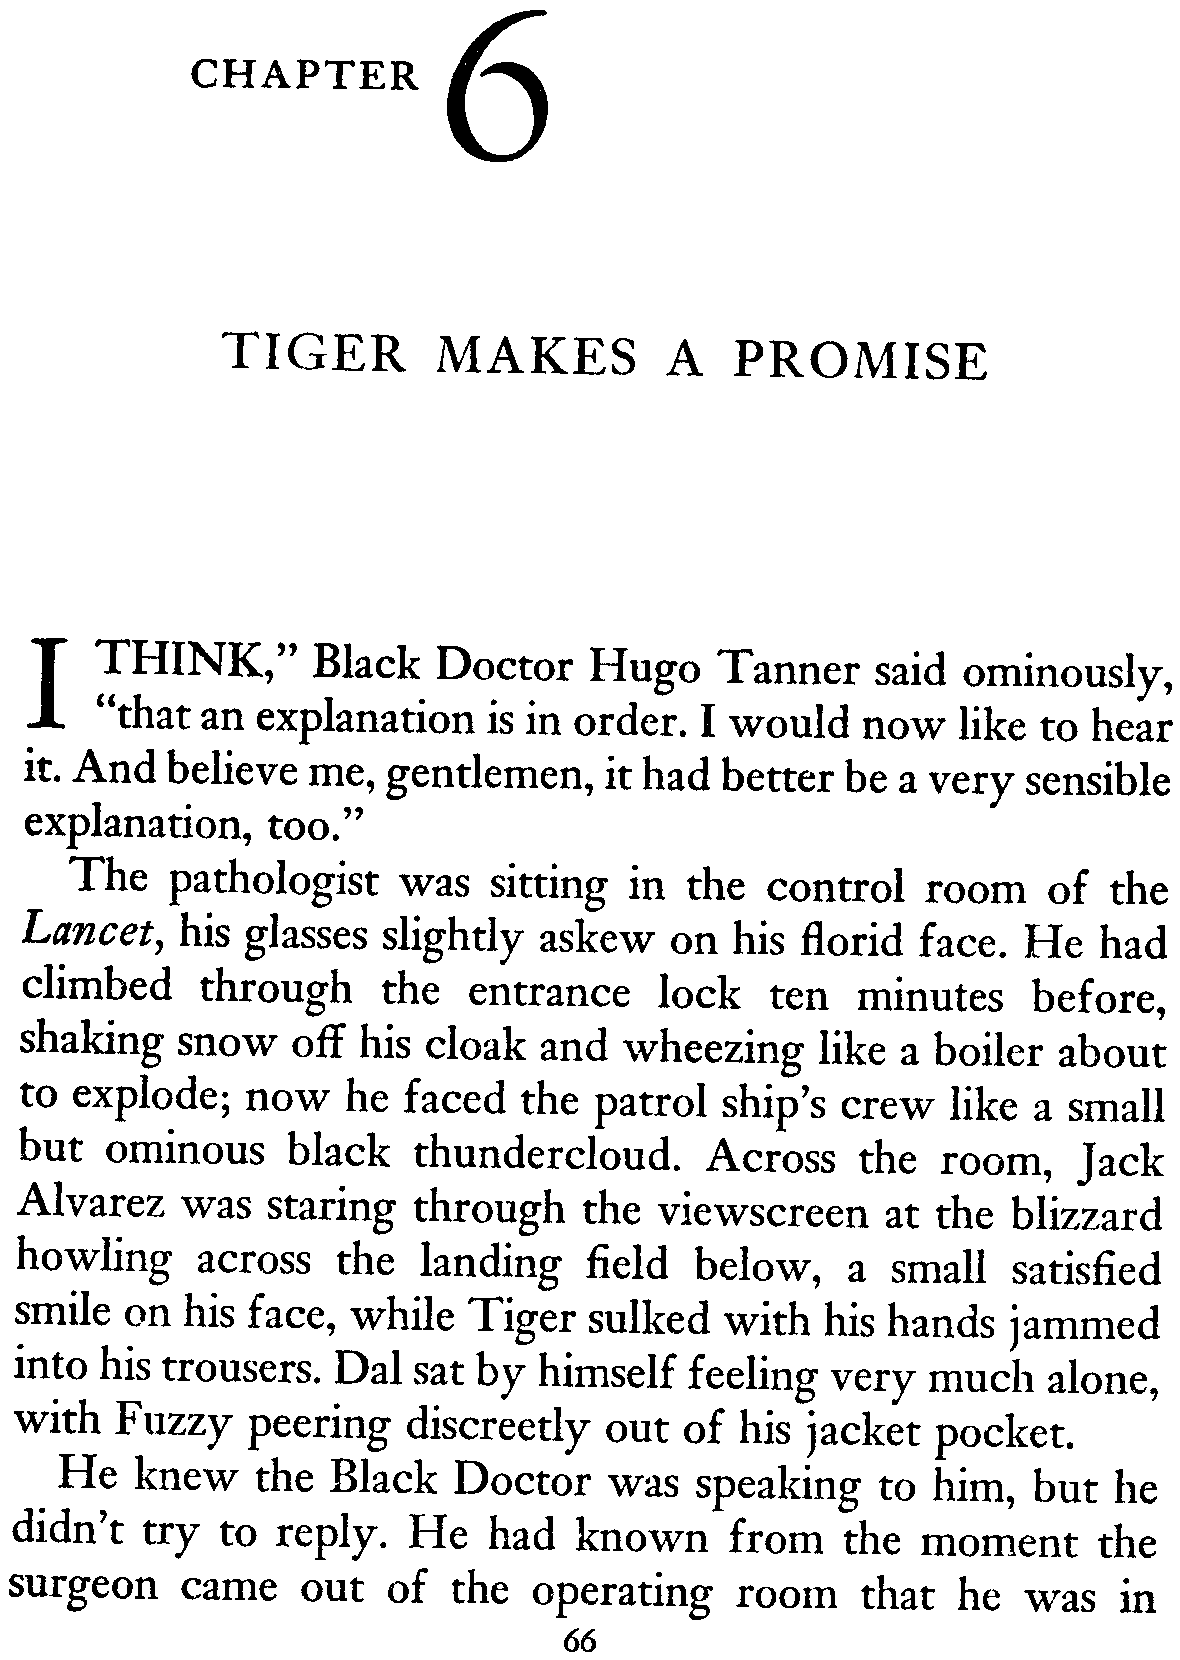 CHAPTER 6
TIGER MAKES A PROMISE
I THINK,” Black Doctor Hugo Tanner said ominously,
“that an explanation is in order. I would now like to hear
it. And believe me, gentlemen, it had better be a very sensible
explanation, too.”
The pathologist was sitting in the control room of the
Lancet, his glasses slightly askew on his florid face. He had
climbed through the entrance lock ten minutes before,
shaking snow off his cloak and wheezing like a boiler about
to explode; now he faced the patrol ship's crew like a small
but ominous black thundercloud. Across the room, Jack
Alvarez was staring through the viewscreen at the blizzard
howling across the landing field below, a small satisfied
smile on his face, while Tiger sulked with his hands jammed
into his trousers. Dal sat by himself feeling very much alone,
with Fuzzy peering discreetly out of his jacket pocket.
He knew the Black Doctor was speaking to him, but he
didn't try to reply. He had known from the moment the
surgeon came out of the operating room that he was in
66